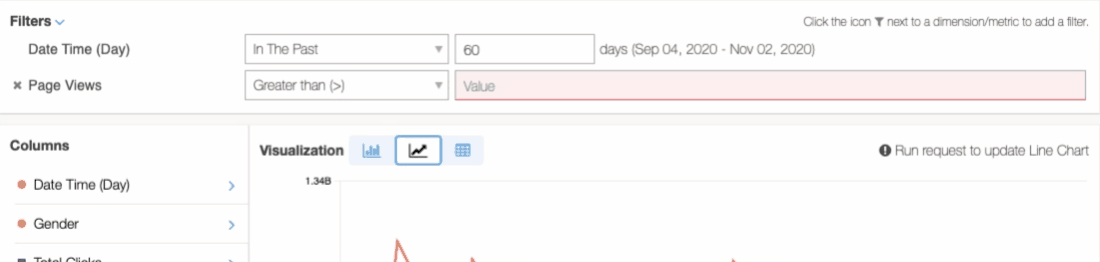 Filters
Click the icon next to a dimension/metric to add a filter.
Date Time (Day) In The Past 60 days (Sep 04, 2020 - Nov 02, 2020)
Page Views Greater than (>) Value
Columns
Visualization
Run request to update Line Chart
Date Time (Day)
1.34B
Gender
Total Clicks